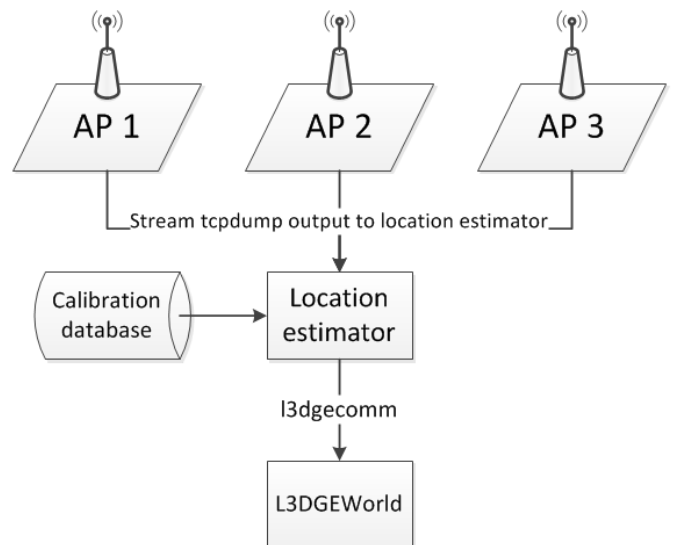 AP 1
AP 2
AP 3
Stream tcpdump output to location estimator
Calibration
database
Location
estimator
l3dgecomm
L3DGEWorld